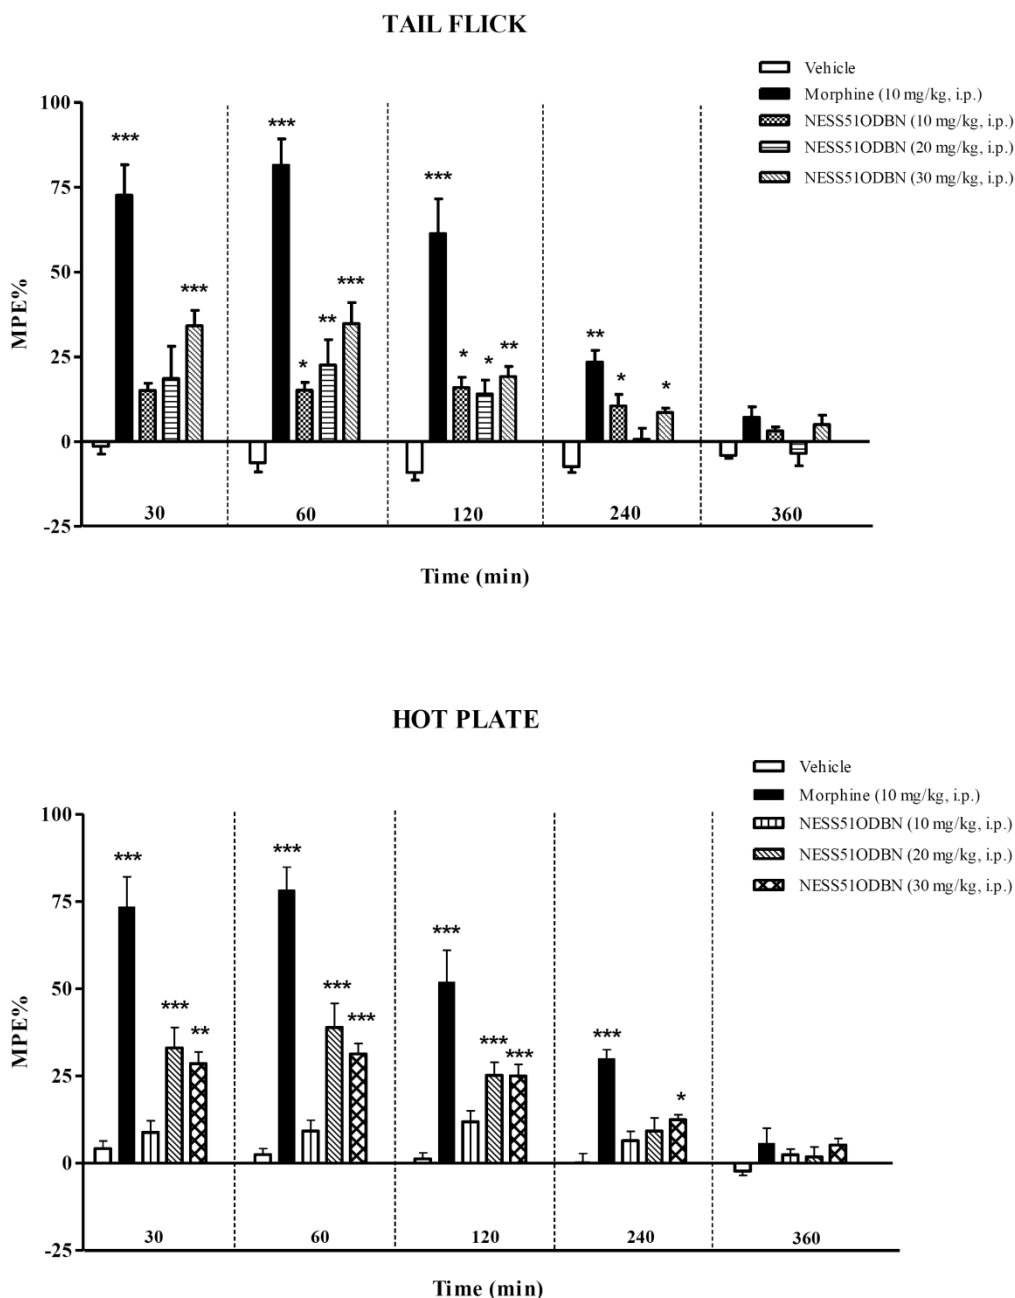 TAIL FLICK
Vehicle
Morphine (10 mg/kg, i.p.)
NESS51ODBN (10 mg/kg, i.p.)
NESS51ODBN (20 mg/kg, i.p.)
NESS51ODBN (30 mg/kg, i.p.)
100
75
50
25
0
-25
MPE%
*** *** ***
*** * ** ***
* * **
** * *
30 60 120 240 360
Time (min)
HOT PLATE
Vehicle
Morphine (10 mg/kg, i.p.)
NESS51ODBN (10 mg/kg, i.p.)
NESS51ODBN (20 mg/kg, i.p.)
NESS51ODBN (30 mg/kg, i.p.)
100
75
50
25
0
-25
MPE%
*** *** ***
*** ** *** ***
*** *** *** *
30 60 120 240 360
Time (min)